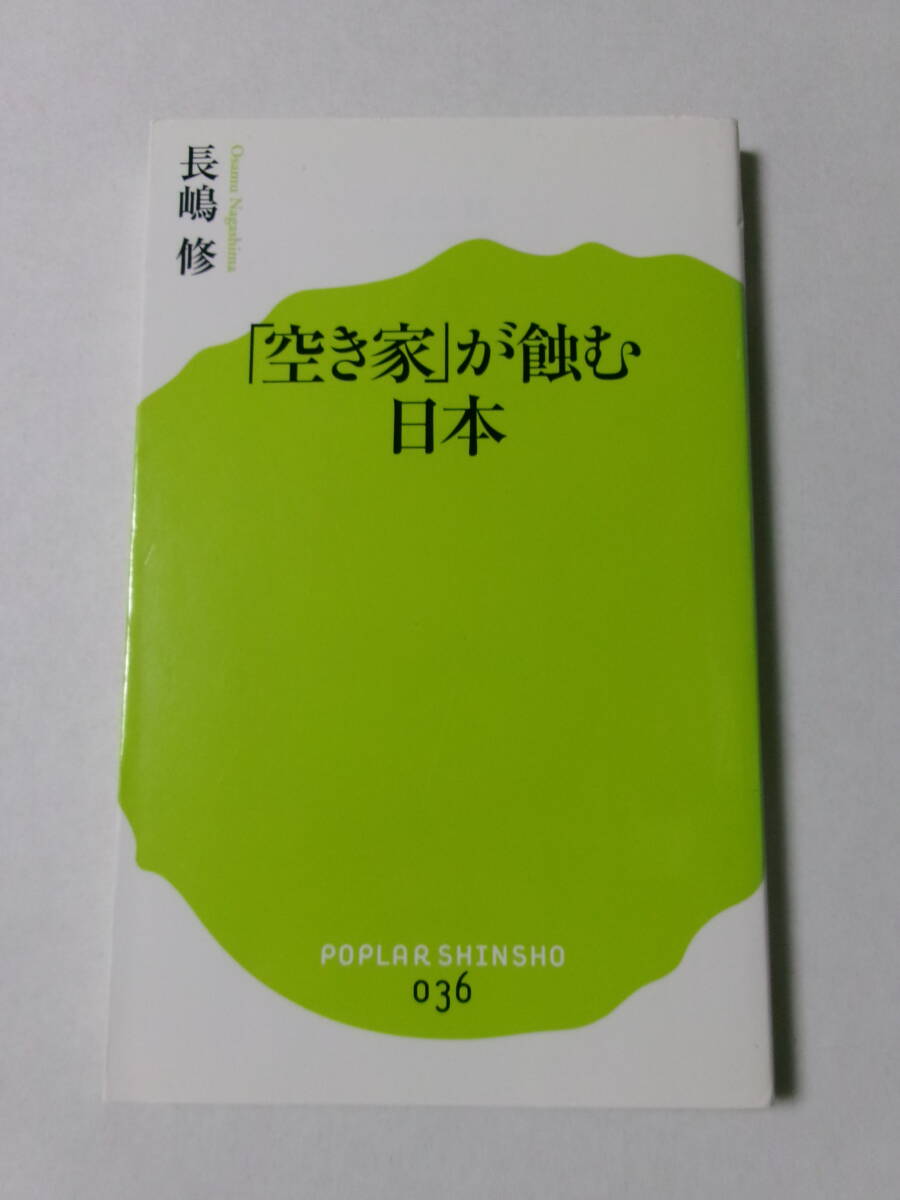 長嶋 修
Osamu Nagashima
「空き家」が蝕む
日本
POPLAR SHINSHO
036